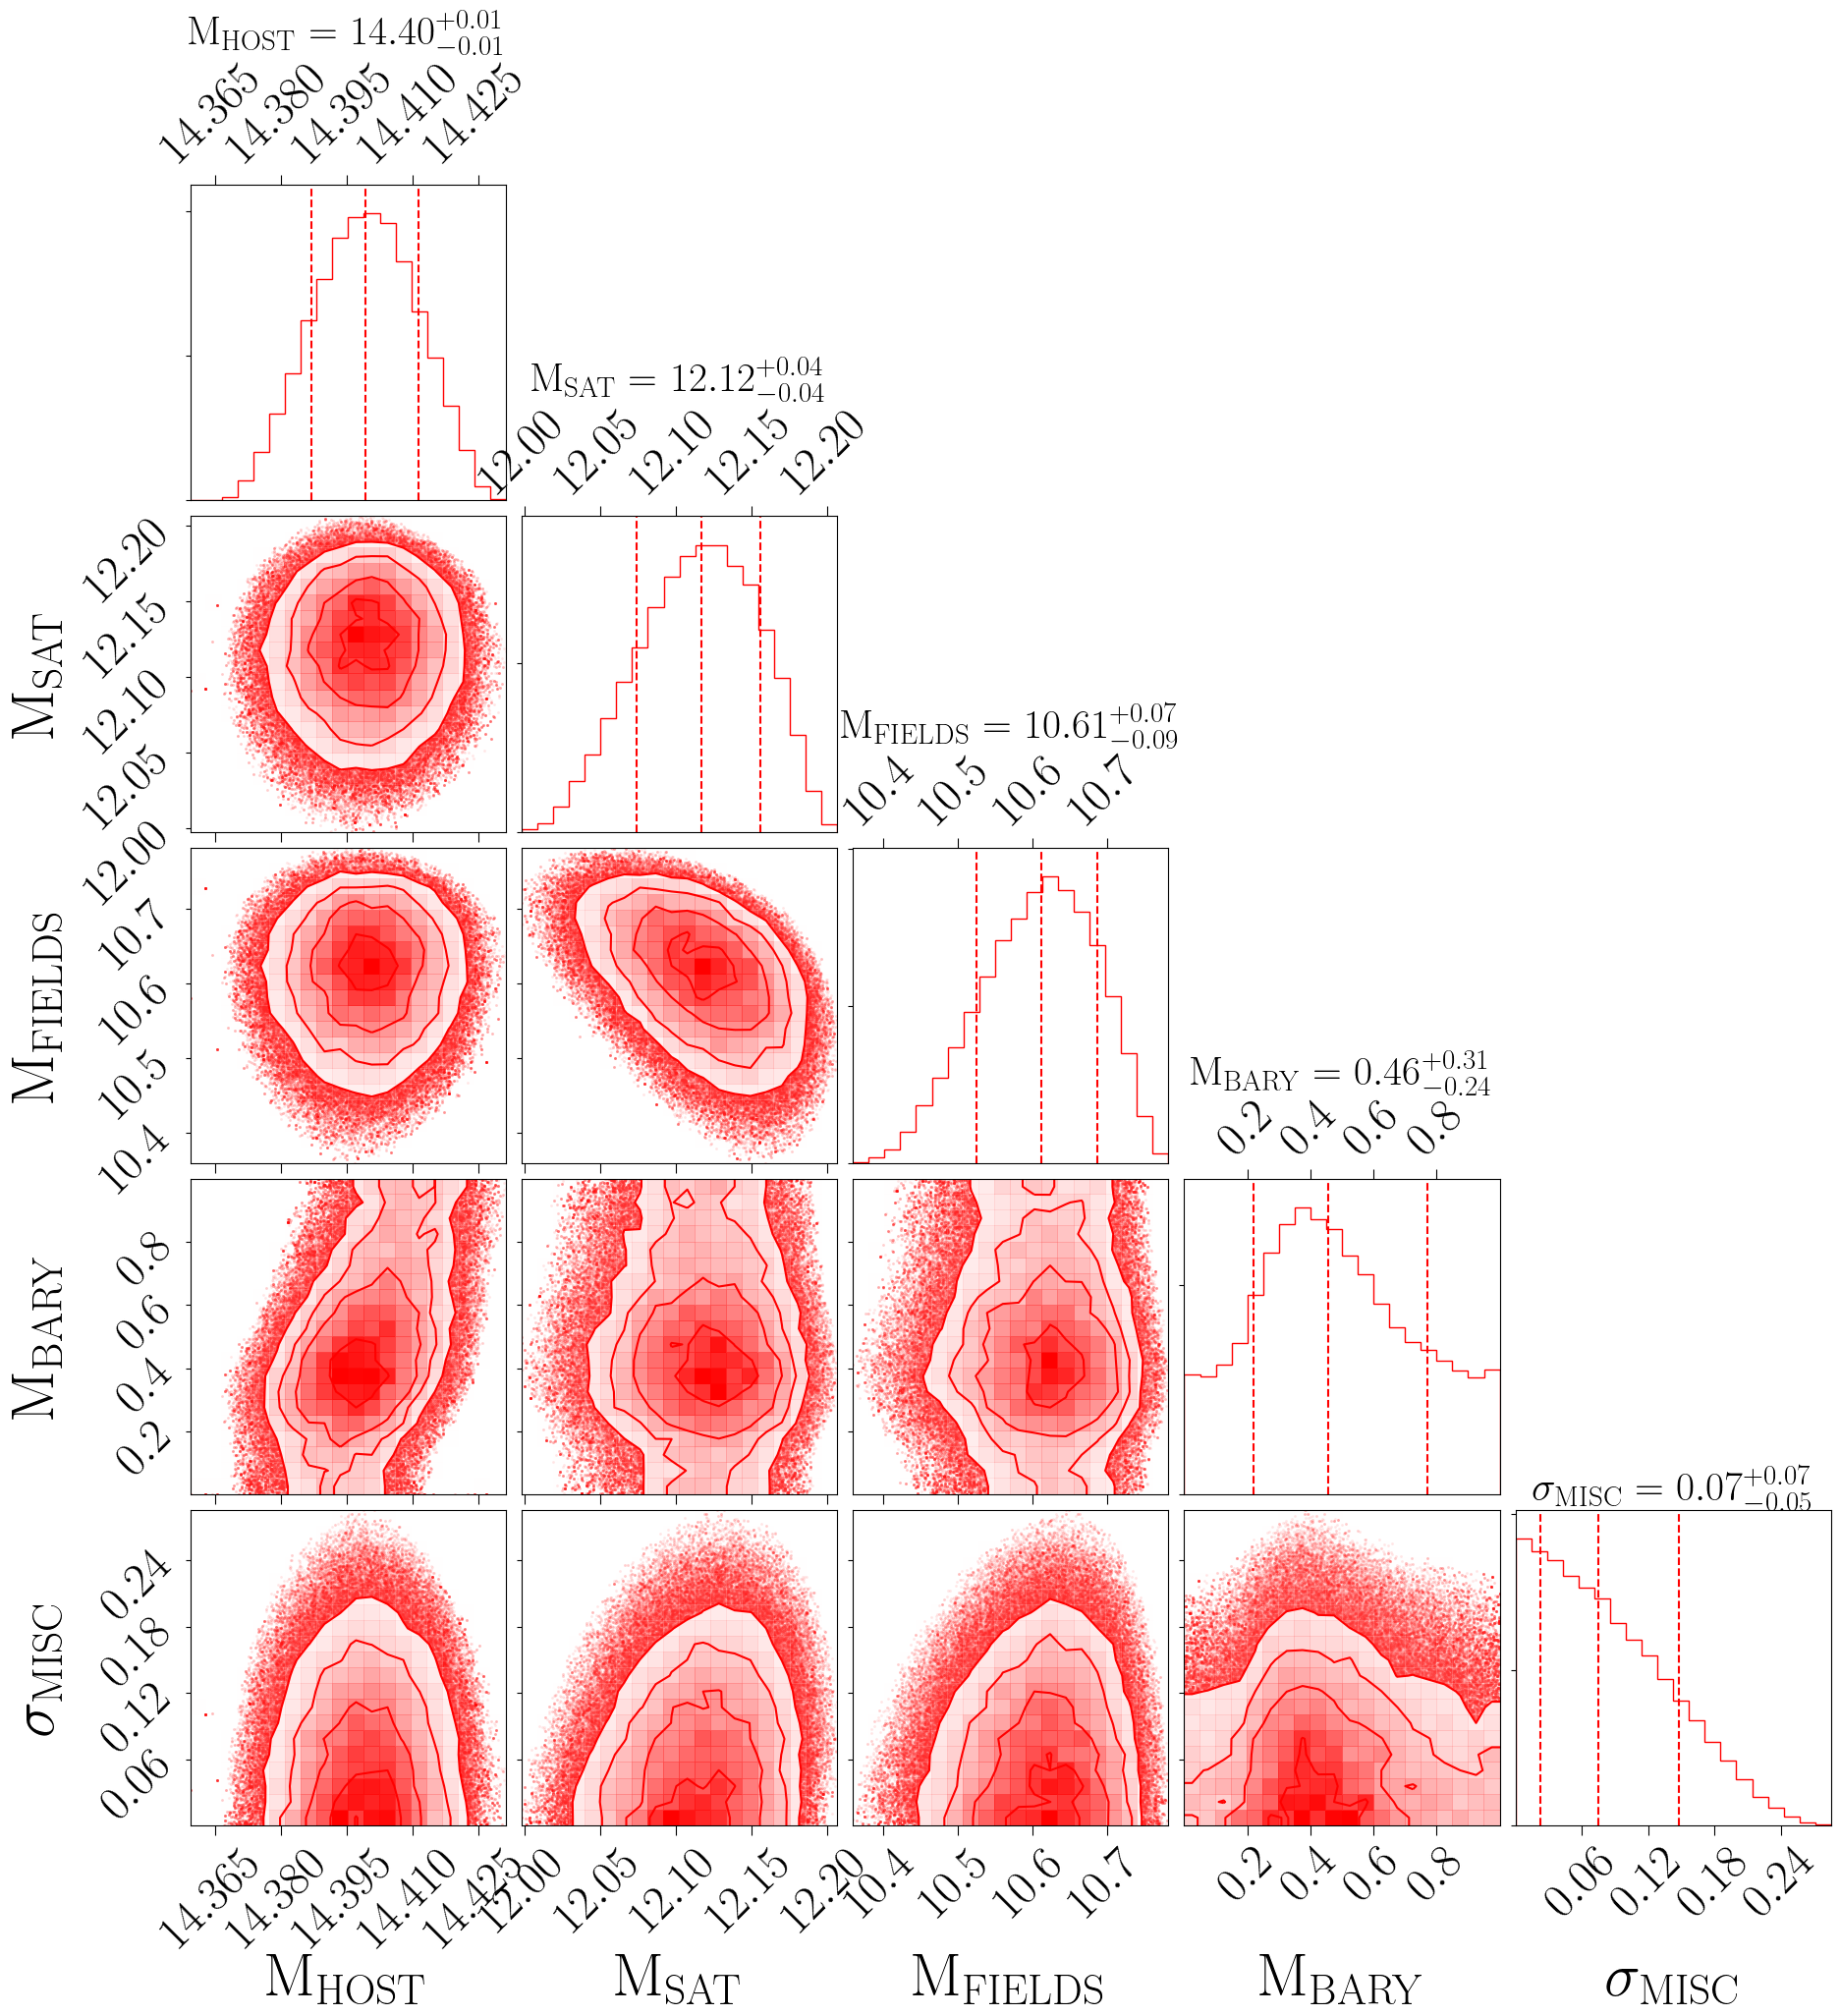 M_HOST = 14.40^{+0.01}_{-0.01}
14.365 14.380 14.395 14.410 14.425
M_SAT = 12.12^{+0.04}_{-0.04}
12.00 12.05 12.10 12.15 12.20
M_SAT
12.20
12.15
12.10
12.05
12.00
M_FIELDS = 10.61^{+0.07}_{-0.09}
10.4 10.5 10.6 10.7
M_FIELDS
10.7
10.6
10.5
10.4
M_BARY = 0.46^{+0.31}_{-0.24}
0.2 0.4 0.6 0.8
M_BARY
0.8
0.6
0.4
0.2
σ_MISC = 0.07^{+0.07}_{-0.05}
σ_MISC
0.24
0.18
0.12
0.06
14.365 14.380 14.395 14.410 14.425 12.00 12.05 12.10 12.15 12.20 10.4 10.5 10.6 10.7 0.2 0.4 0.6 0.8 0.06 0.12 0.18 0.24
M_HOST M_SAT M_FIELDS M_BARY σ_MISC